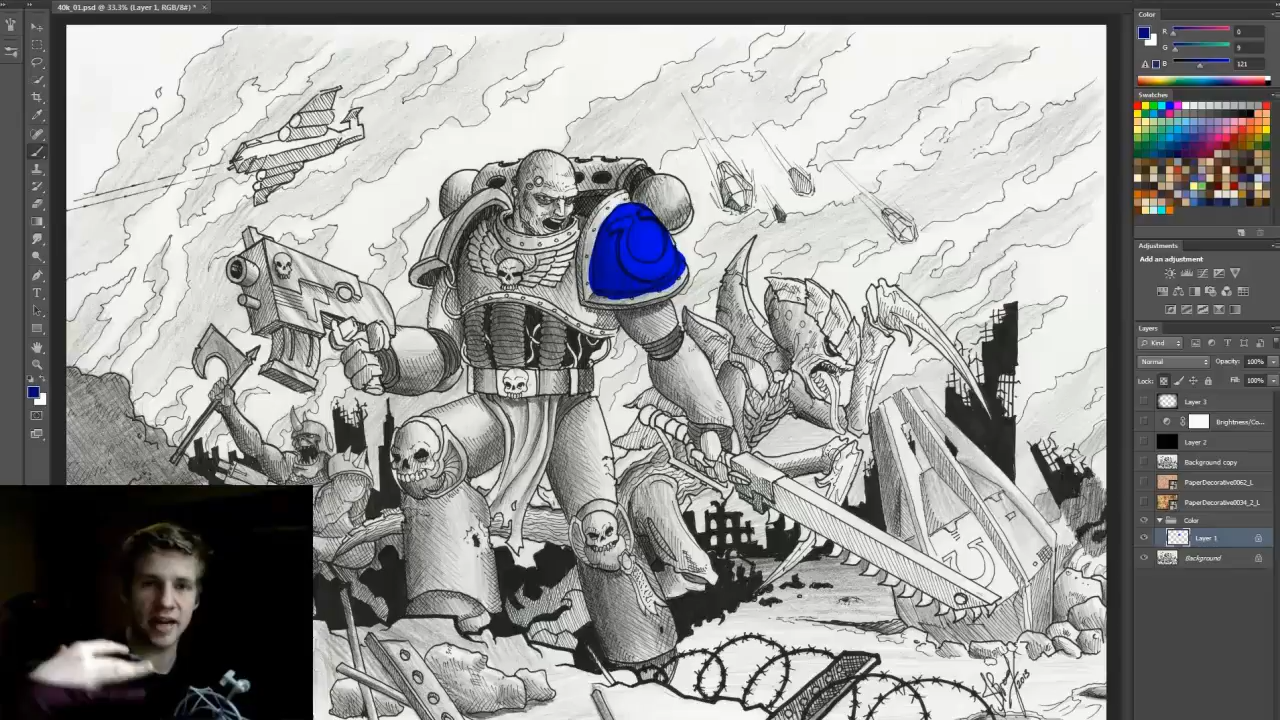 40k_01.psd @ 33.3% (Layer 1, RGB/8#) *
Color
R 0
G 9
B 121
Swatches
Adjustments
Add an adjustment
Layers
Kind
Normal Opacity: 100%
Lock: Fill: 100%
Layer 3
Brightness/Co...
Layer 2
Background copy
PaperDecorative0062_L
PaperDecorative0034_2_L
Color
Layer 1
Background